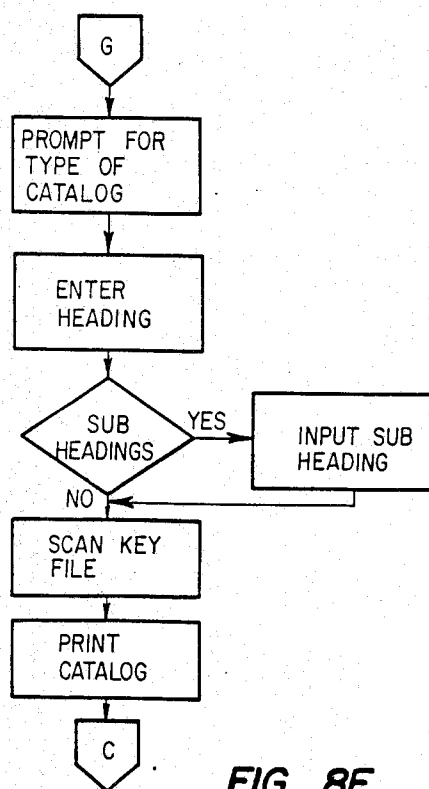 G
PROMPT FOR
TYPE OF
CATALOG
ENTER
HEADING
SUB
HEADINGS
YES
INPUT SUB
HEADING
NO
SCAN KEY
FILE
PRINT
CATALOG
C
FIG. 8F